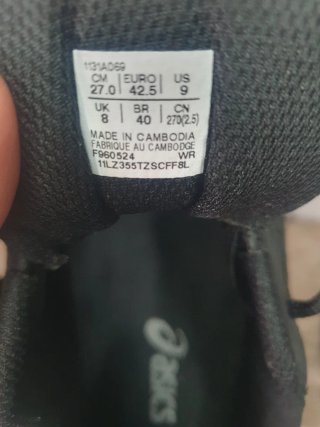 1131A069
CM EURO US
27.0 42.5 9
UK BR CN
8 40 270(2.5)
MADE IN CAMBODIA
FABRIQUE AU CAMBODGE
F960524 WR
11LZ355TZSCFF8L
asics